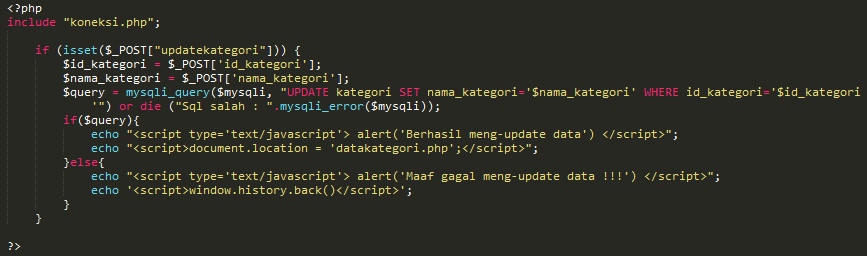 <?php
include "koneksi.php";
if (isset($_POST["updatekategori"])) {
$id_kategori = $_POST['id_kategori'];
$nama_kategori = $_POST['nama_kategori'];
$query = mysqli_query($mysqli, "UPDATE kategori SET nama_kategori='$nama_kategori' WHERE id_kategori='$id_kategori
'") or die ("Sql salah : ".mysqli_error($mysqli));
if($query){
echo "<script type='text/javascript'> alert('Berhasil meng-update data') </script>";
echo "<script>document.location = 'datakategori.php';</script>";
}else{
echo "<script type='text/javascript'> alert('Maaf gagal meng-update data !!!') </script>";
echo '<script>window.history.back()</script>';
}
}
?>